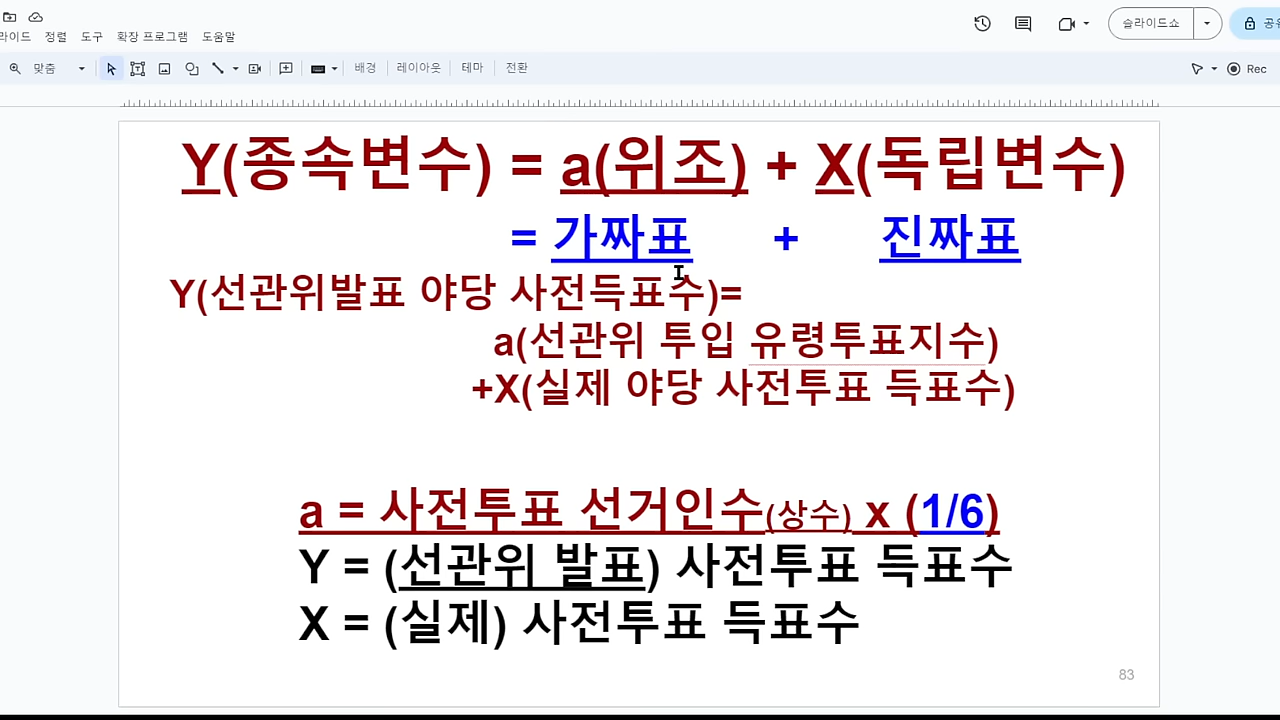 라이드 정렬 도구 확장 프로그램 도움말
슬라이드쇼
공유
맞춤 배경 레이아웃 테마 전환 Rec
Y(종속변수) = a(위조) + X(독립변수)
= 가짜표 + 진짜표
Y(선관위발표 야당 사전득표수)=
a(선관위 투입 유령투표지수)
+X(실제 야당 사전투표 득표수)
a = 사전투표 선거인수(상수) x (1/6)
Y = (선관위 발표) 사전투표 득표수
X = (실제) 사전투표 득표수
83